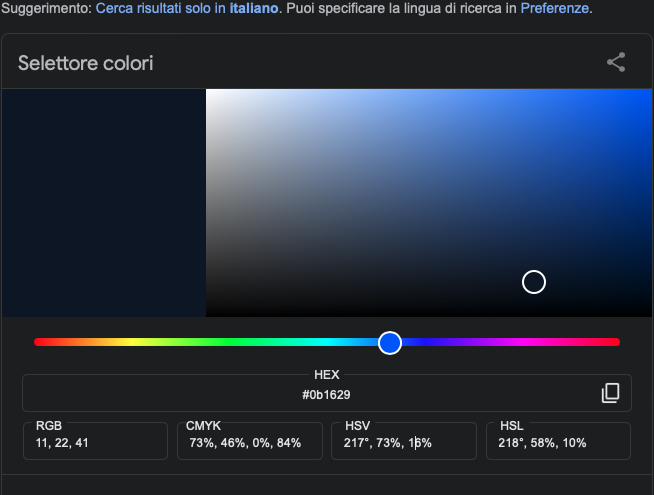 Suggerimento: Cerca risultati solo in italiano. Puoi specificare la lingua di ricerca in Preferenze.
Selettore colori
HEX
#0b1629
RGB
11, 22, 41
CMYK
73%, 46%, 0%, 84%
HSV
217°, 73%, 16%
HSL
218°, 58%, 10%